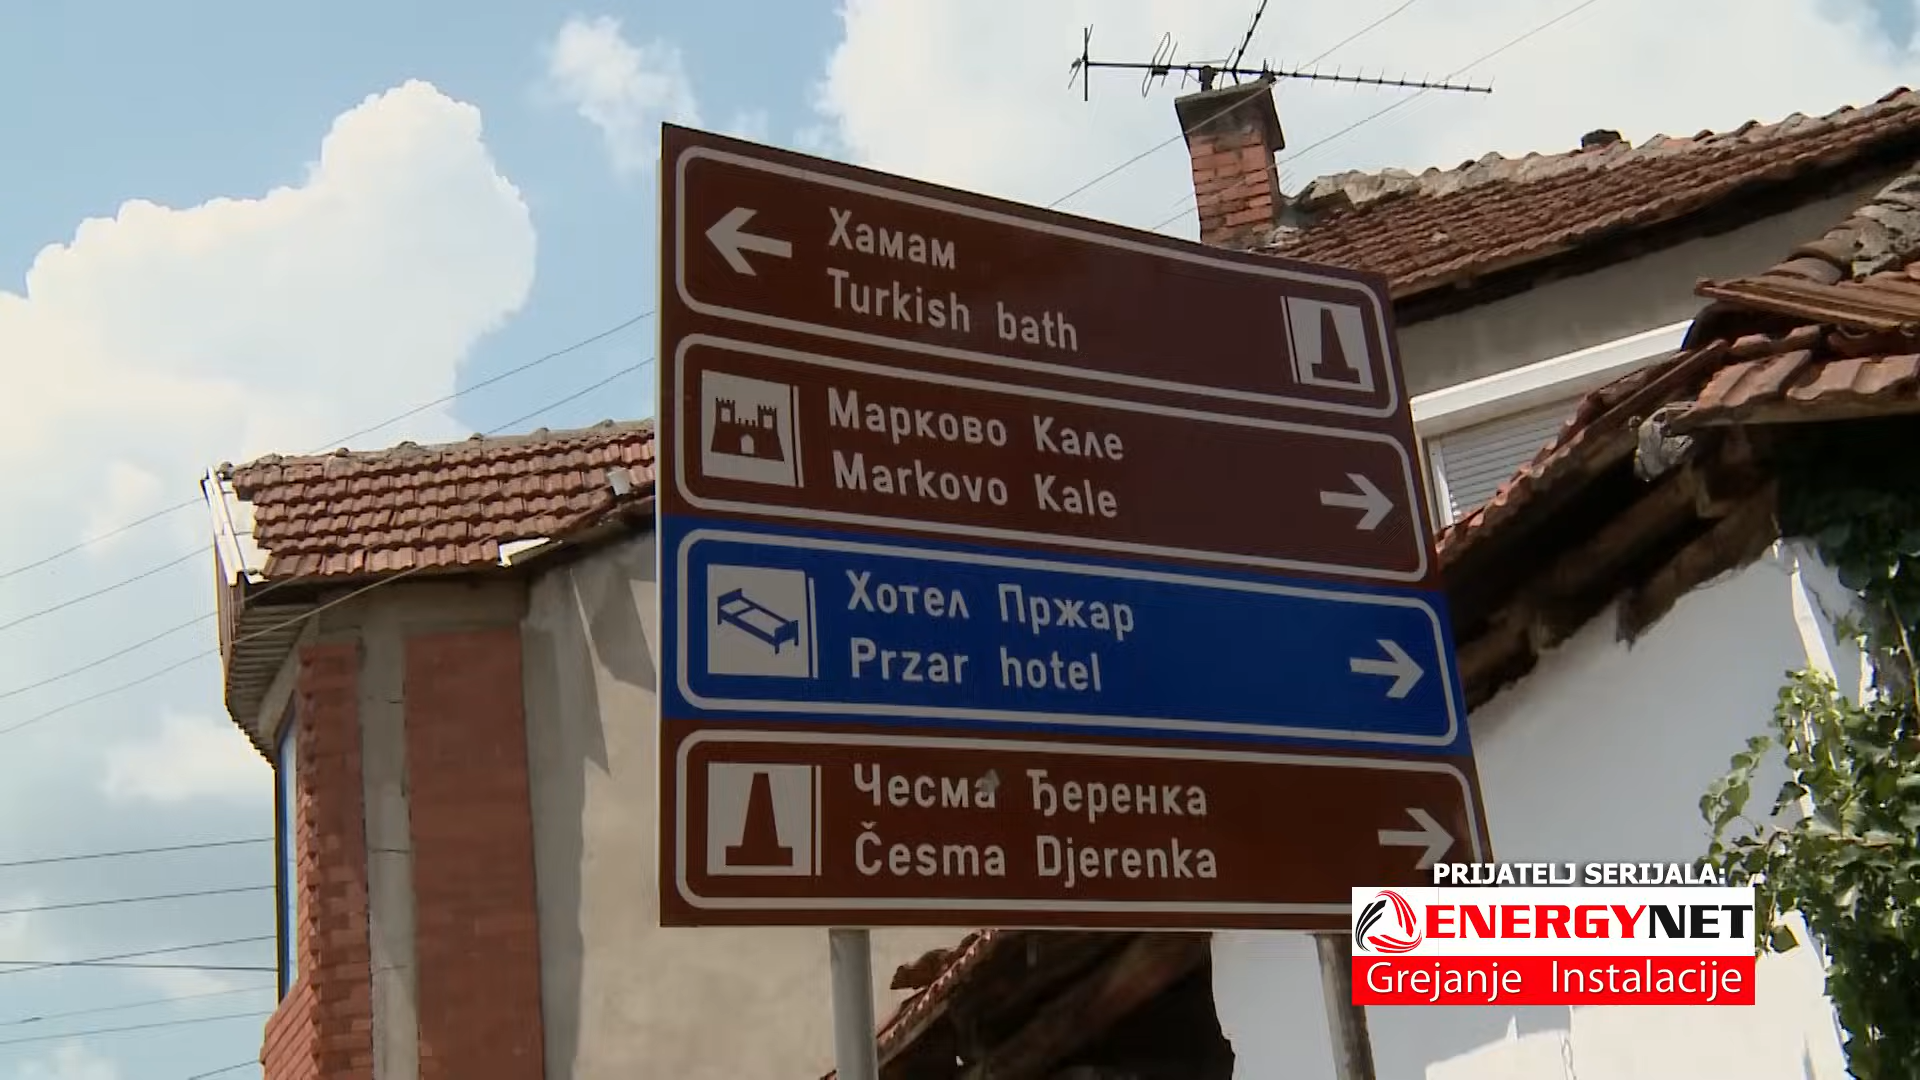 Хамам
Turkish bath
Марково Кале
Markovo Kale
Хотел Пржар
Przar hotel
Чесма Ђеренка
Česma Djerenka
PRIJATELJ SERIJALA:
ENERGYNET
Grejanje Instalacije